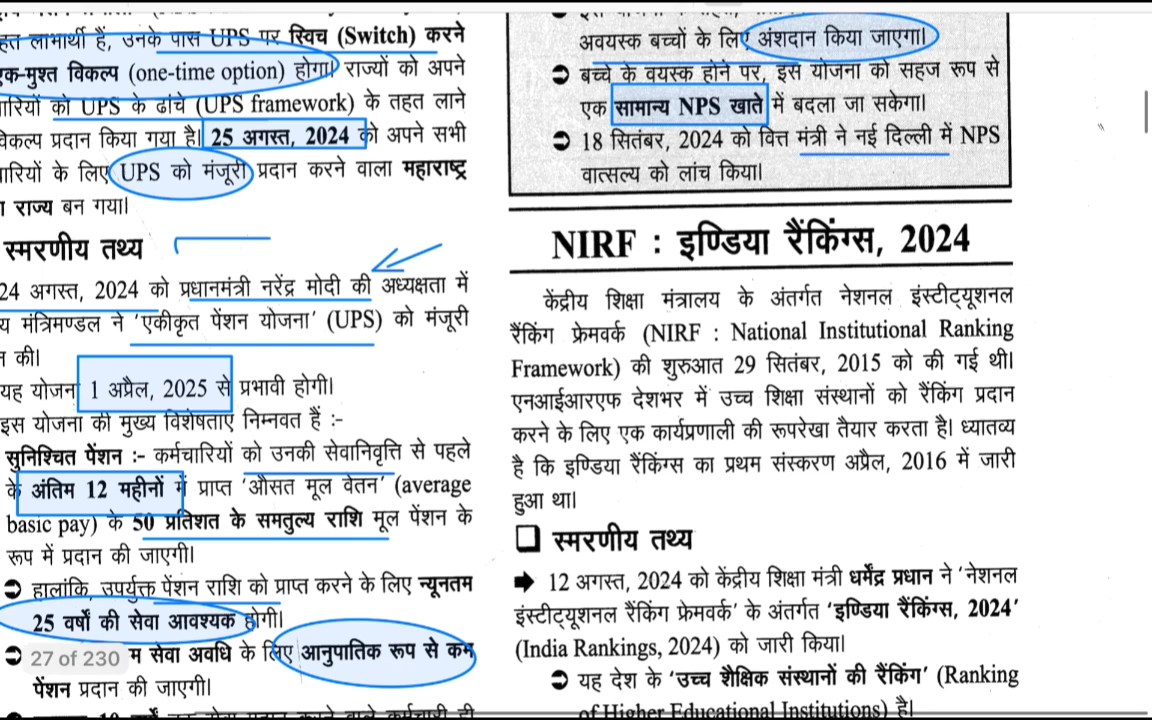 हत लाभार्थी हैं, उनके पास UPS पर स्विच (Switch) करने
एक-मुश्त विकल्प (one-time option) होगा। राज्यों को अपने
ारियों को UPS के ढांचे (UPS framework) के तहत लाने
विकल्प प्रदान किया गया है। 25 अगस्त, 2024 को अपने सभी
ारियों के लिए UPS को मंजूरी प्रदान करने वाला महाराष्ट्र
राज्य बन गया।
स्मरणीय तथ्य
24 अगस्त, 2024 को प्रधानमंत्री नरेंद्र मोदी की अध्यक्षता में
य मंत्रिमण्डल ने 'एकीकृत पेंशन योजना' (UPS) को मंजूरी
न की।
यह योजना 1 अप्रैल, 2025 से प्रभावी होगी।
इस योजना की मुख्य विशेषताएं निम्नवत हैं :-
सुनिश्चित पेंशन :- कर्मचारियों को उनकी सेवानिवृत्ति से पहले
के अंतिम 12 महीनों में प्राप्त 'औसत मूल वेतन' (average
basic pay) के 50 प्रतिशत के समतुल्य राशि मूल पेंशन के
रूप में प्रदान की जाएगी।
➲ हालांकि, उपर्युक्त पेंशन राशि को प्राप्त करने के लिए न्यूनतम
25 वर्षों की सेवा आवश्यक होगी।
➲ म सेवा अवधि के लिए आनुपातिक रूप से कम
27 of 230
पेंशन प्रदान की जाएगी।
अवयस्क बच्चों के लिए अंशदान किया जाएगा।
➲ बच्चे के वयस्क होने पर, इस योजना को सहज रूप से
एक सामान्य NPS खाते में बदला जा सकेगा।
➲ 18 सितंबर, 2024 को वित्त मंत्री ने नई दिल्ली में NPS
वात्सल्य को लांच किया।
NIRF : इण्डिया रैंकिंग्स, 2024
केंद्रीय शिक्षा मंत्रालय के अंतर्गत नेशनल इंस्टीट्यूशनल
रैंकिंग फ्रेमवर्क (NIRF : National Institutional Ranking
Framework) की शुरुआत 29 सितंबर, 2015 को की गई थी।
एनआईआरएफ देशभर में उच्च शिक्षा संस्थानों को रैंकिंग प्रदान
करने के लिए एक कार्यप्रणाली की रूपरेखा तैयार करता है। ध्यातव्य
है कि इण्डिया रैंकिंग्स का प्रथम संस्करण अप्रैल, 2016 में जारी
हुआ था।
❑ स्मरणीय तथ्य
➡ 12 अगस्त, 2024 को केंद्रीय शिक्षा मंत्री धर्मेंद्र प्रधान ने 'नेशनल
इंस्टीट्यूशनल रैंकिंग फ्रेमवर्क' के अंतर्गत 'इण्डिया रैंकिंग्स, 2024'
(India Rankings, 2024) को जारी किया।
➲ यह देश के 'उच्च शैक्षिक संस्थानों की रैंकिंग' (Ranking
of Higher Educational Institutions) है।